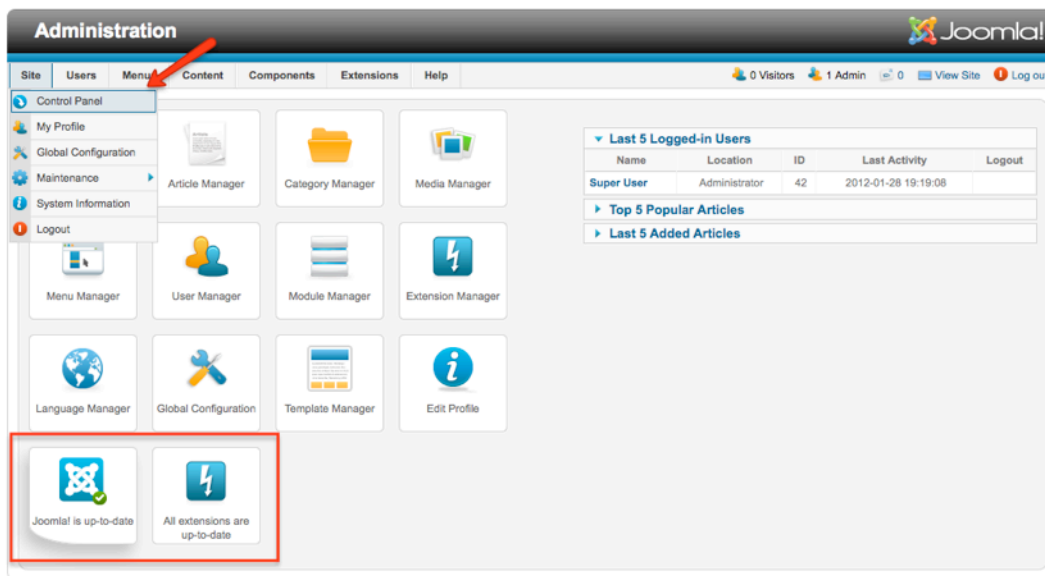 Administration
Joomla!
Site Users Menu Content Components Extensions Help
0 Visitors 1 Admin 0 View Site Log ou
Control Panel
My Profile
Global Configuration
Maintenance
System Information
Logout
Article Manager
Category Manager
Media Manager
Menu Manager
User Manager
Module Manager
Extension Manager
Language Manager
Global Configuration
Template Manager
Edit Profile
Joomla! is up-to-date
All extensions are
up-to-date
Last 5 Logged-in Users
Name Location ID Last Activity Logout
Super User Administrator 42 2012-01-28 19:19:08
Top 5 Popular Articles
Last 5 Added Articles